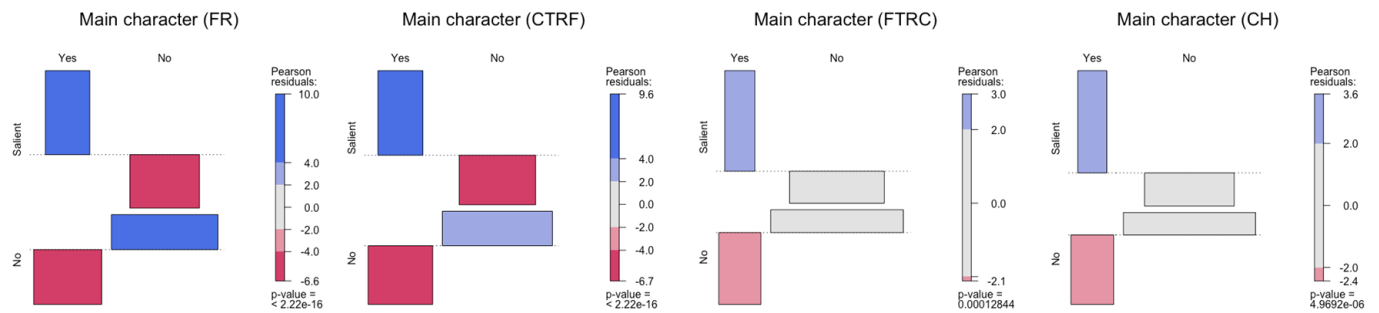 Main character (FR)
Yes No
Salient
No
Pearson
residuals:
10.0
4.0
2.0
0.0
-2.0
-4.0
-6.6
p-value =
< 2.22e-16
Main character (CTRF)
Yes No
Salient
No
Pearson
residuals:
9.6
4.0
2.0
0.0
-2.0
-4.0
-6.7
p-value =
< 2.22e-16
Main character (FTRC)
Yes No
Salient
No
Pearson
residuals:
3.0
2.0
0.0
-2.1
p-value =
0.00012844
Main character (CH)
Yes No
Salient
No
Pearson
residuals:
3.6
2.0
0.0
-2.0
-2.4
p-value =
4.9692e-06